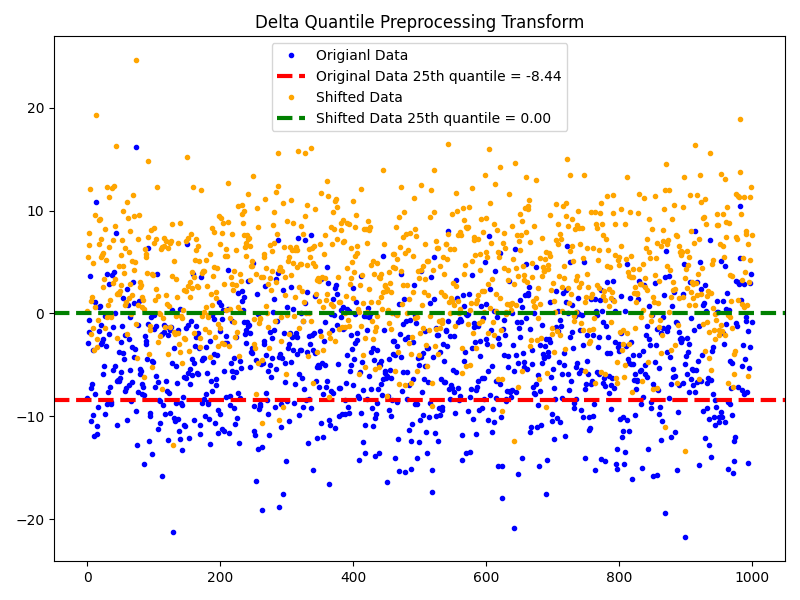 Delta Quantile Preprocessing Transform
Origianl Data
Original Data 25th quantile = -8.44
Shifted Data
Shifted Data 25th quantile = 0.00
20
10
0
−10
−20
0 200 400 600 800 1000